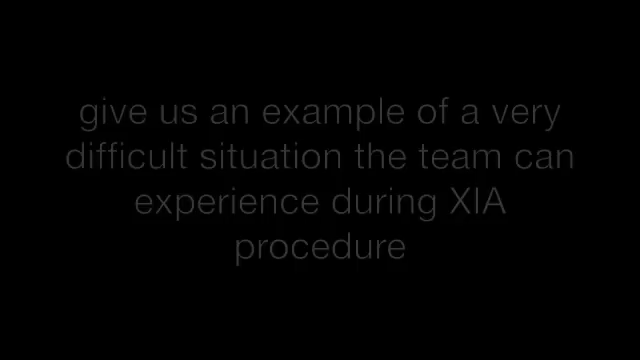 give us an example of a very
difficult situation the team can
experience during XIA
procedure